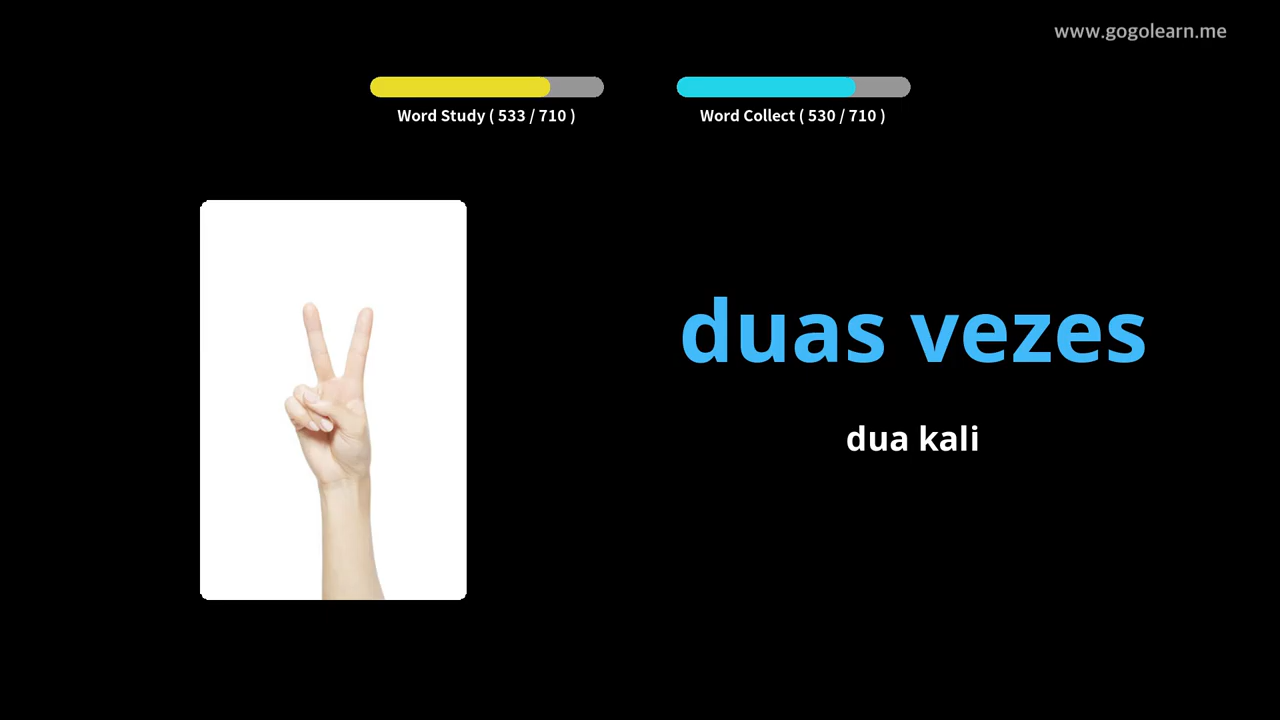 www.gogolearn.me
Word Study ( 533 / 710 )
Word Collect ( 530 / 710 )
duas vezes
dua kali